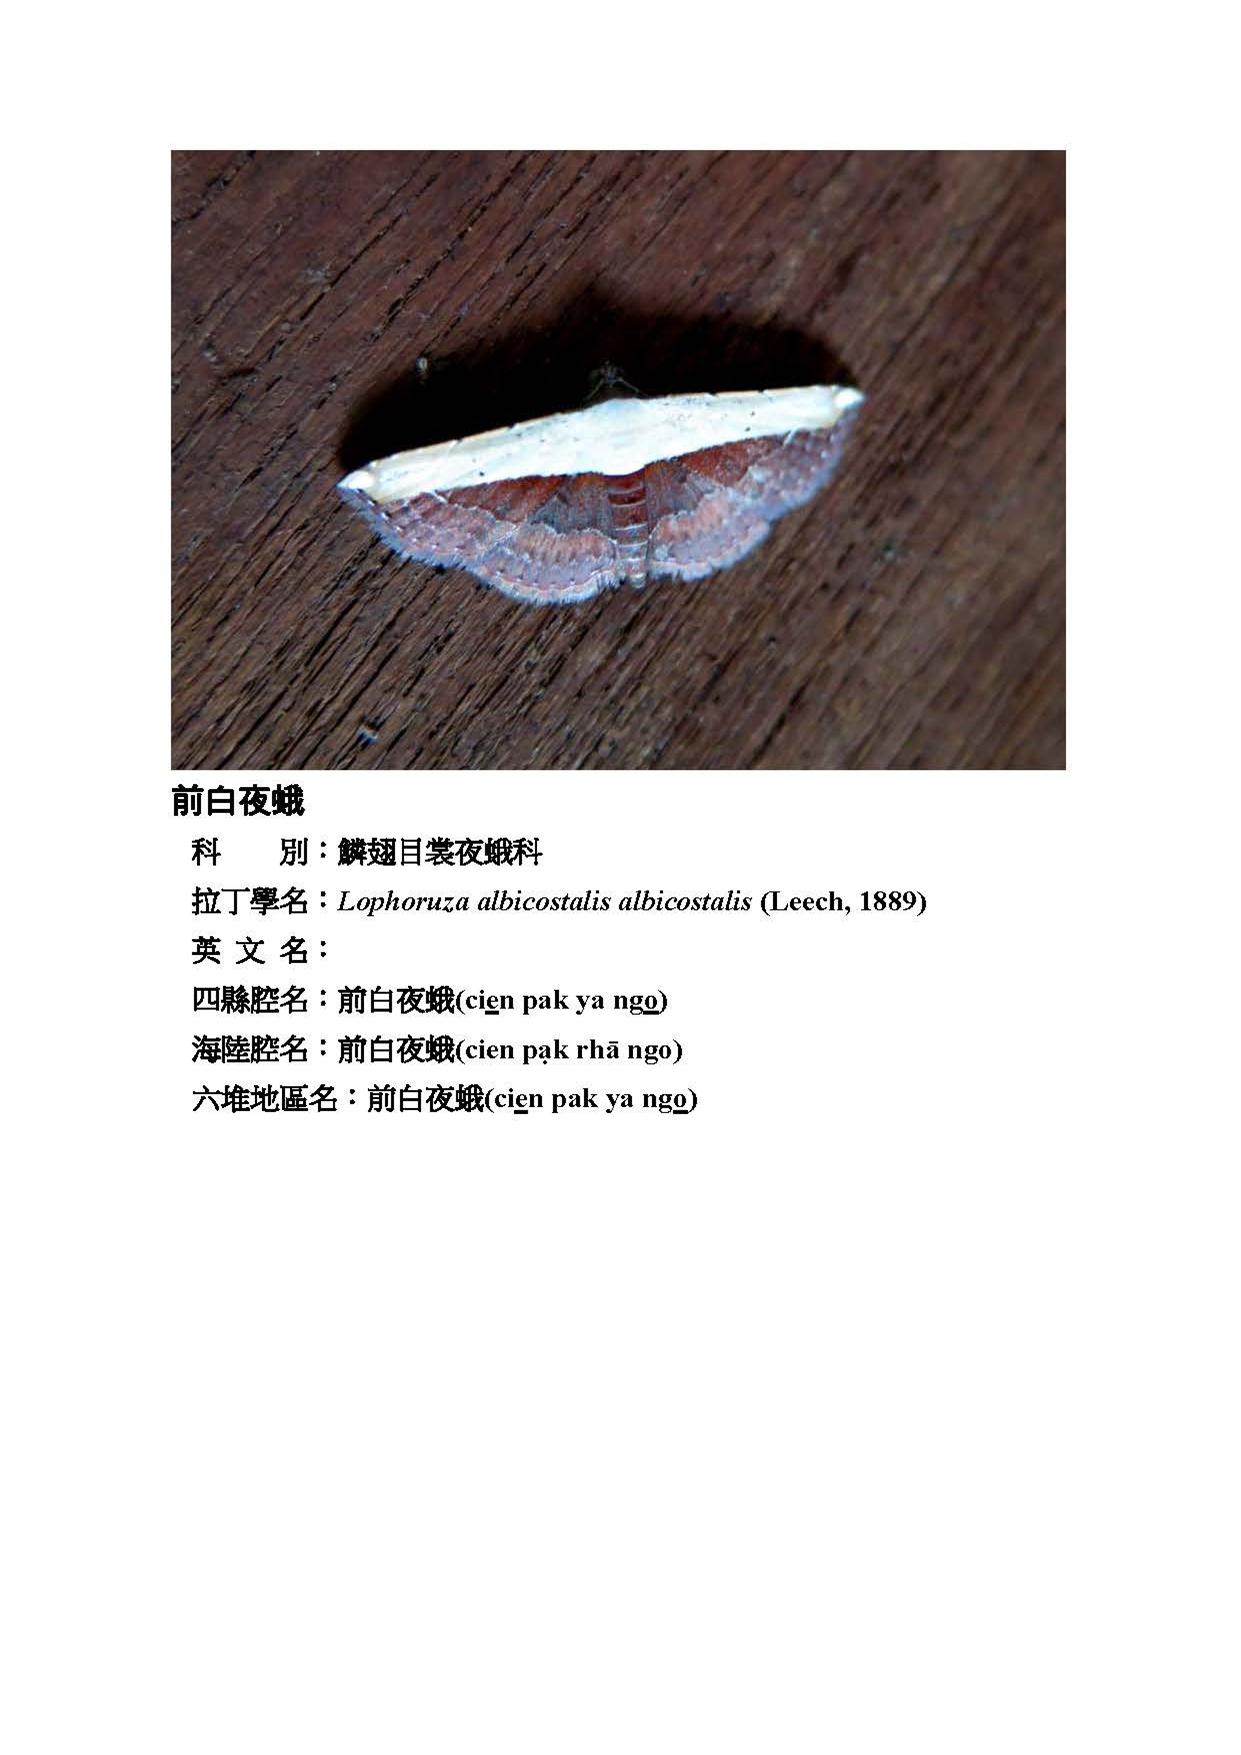 前白夜蛾
科　　別：鱗翅目裳夜蛾科
拉丁學名：Lophoruza albicostalis albicostalis (Leech, 1889)
英 文 名：
四縣腔名：前白夜蛾(cien pak ya ngo)
海陸腔名：前白夜蛾(cien pạk rhā ngo)
六堆地區名：前白夜蛾(cien pak ya ngo)